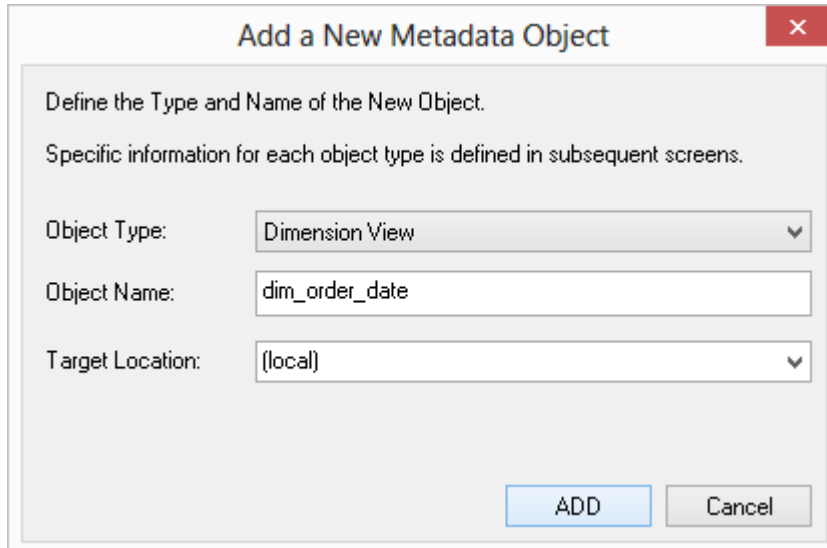 Add a New Metadata Object
Define the Type and Name of the New Object.
Specific information for each object type is defined in subsequent screens.
Object Type: Dimension View
Object Name: dim_order_date
Target Location: (local)
ADD Cancel